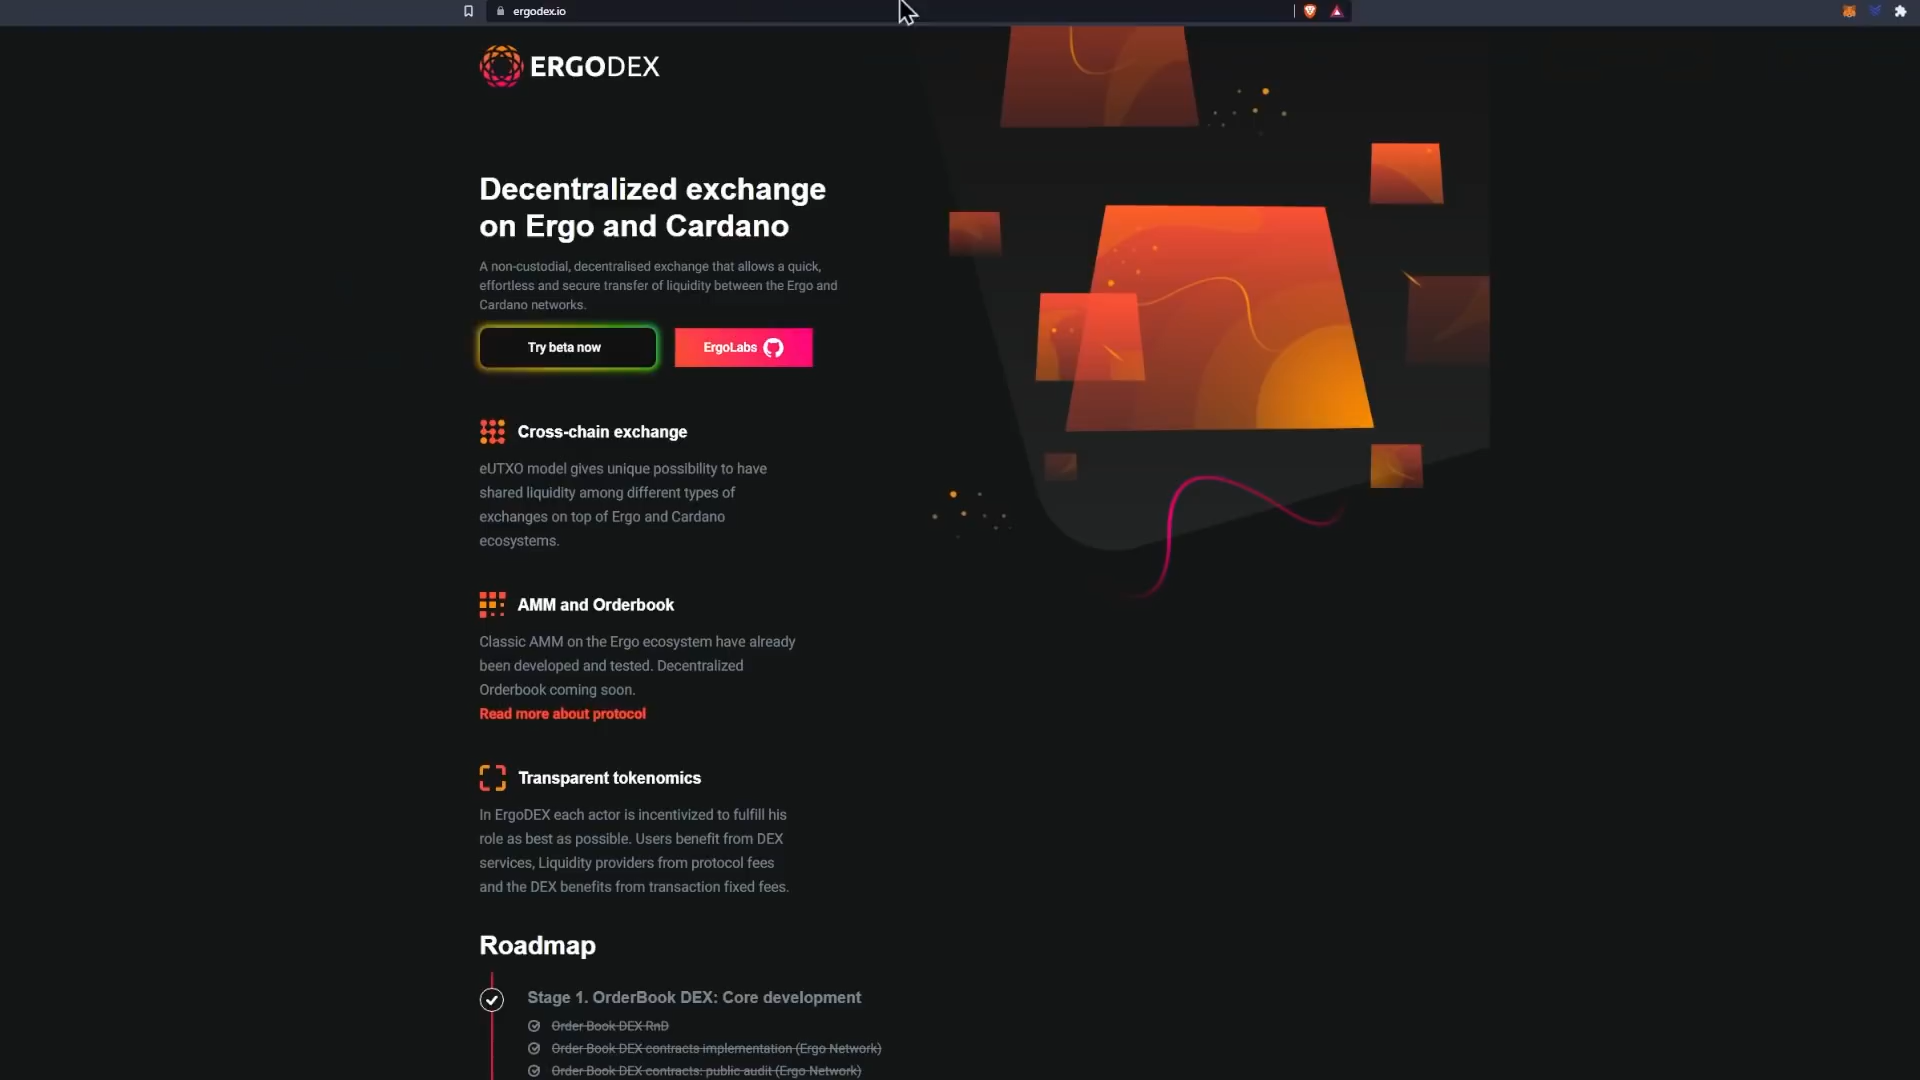 ergodex.io
ERGODEX
Decentralized exchange
on Ergo and Cardano
A non-custodial, decentralised exchange that allows a quick,
effortless and secure transfer of liquidity between the Ergo and
Cardano networks.
Try beta now
ErgoLabs
Cross-chain exchange
eUTXO model gives unique possibility to have
shared liquidity among different types of
exchanges on top of Ergo and Cardano
ecosystems.
AMM and Orderbook
Classic AMM on the Ergo ecosystem have already
been developed and tested. Decentralized
Orderbook coming soon.
Read more about protocol
Transparent tokenomics
In ErgoDEX each actor is incentivized to fulfill his
role as best as possible. Users benefit from DEX
services, Liquidity providers from protocol fees
and the DEX benefits from transaction fixed fees.
Roadmap
Stage 1. OrderBook DEX: Core development
Order Book DEX RnD
Order Book DEX contracts implementation (Ergo Network)
Order Book DEX contracts: public audit (Ergo Network)